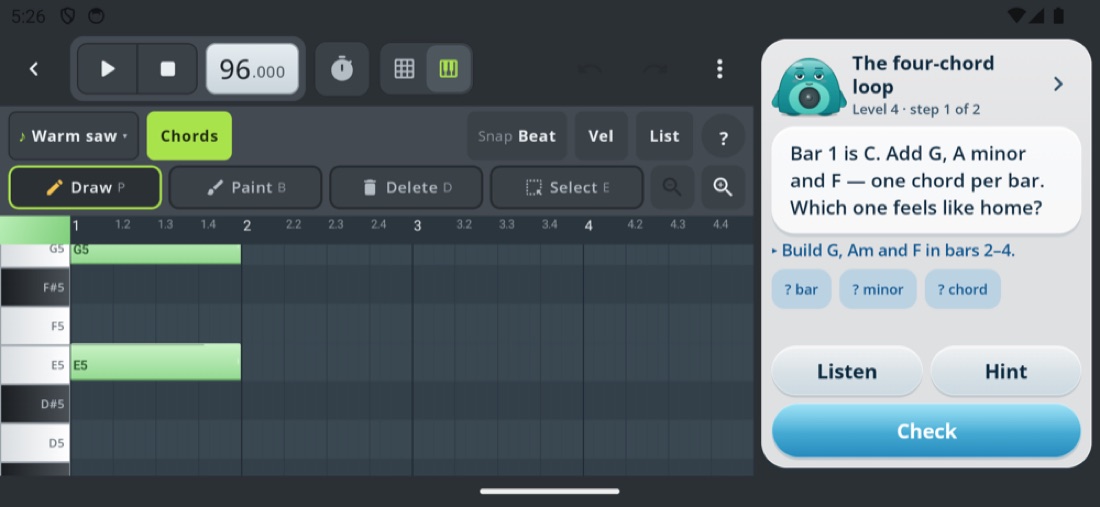 5:26
96.000
The four-chord
loop
Level 4 · step 1 of 2
♪ Warm saw ▾ Chords Snap Beat Vel List ?
Draw P Paint B Delete D Select E
1 1.2 1.3 1.4 2 2.2 2.3 2.4 3 3.2 3.3 3.4 4 4.2 4.3 4.4
G5 G5
F#5
F5
E5 E5
D#5
D5
Bar 1 is C. Add G, A minor
and F — one chord per bar.
Which one feels like home?
▸ Build G, Am and F in bars 2–4.
? bar ? minor ? chord
Listen Hint
Check